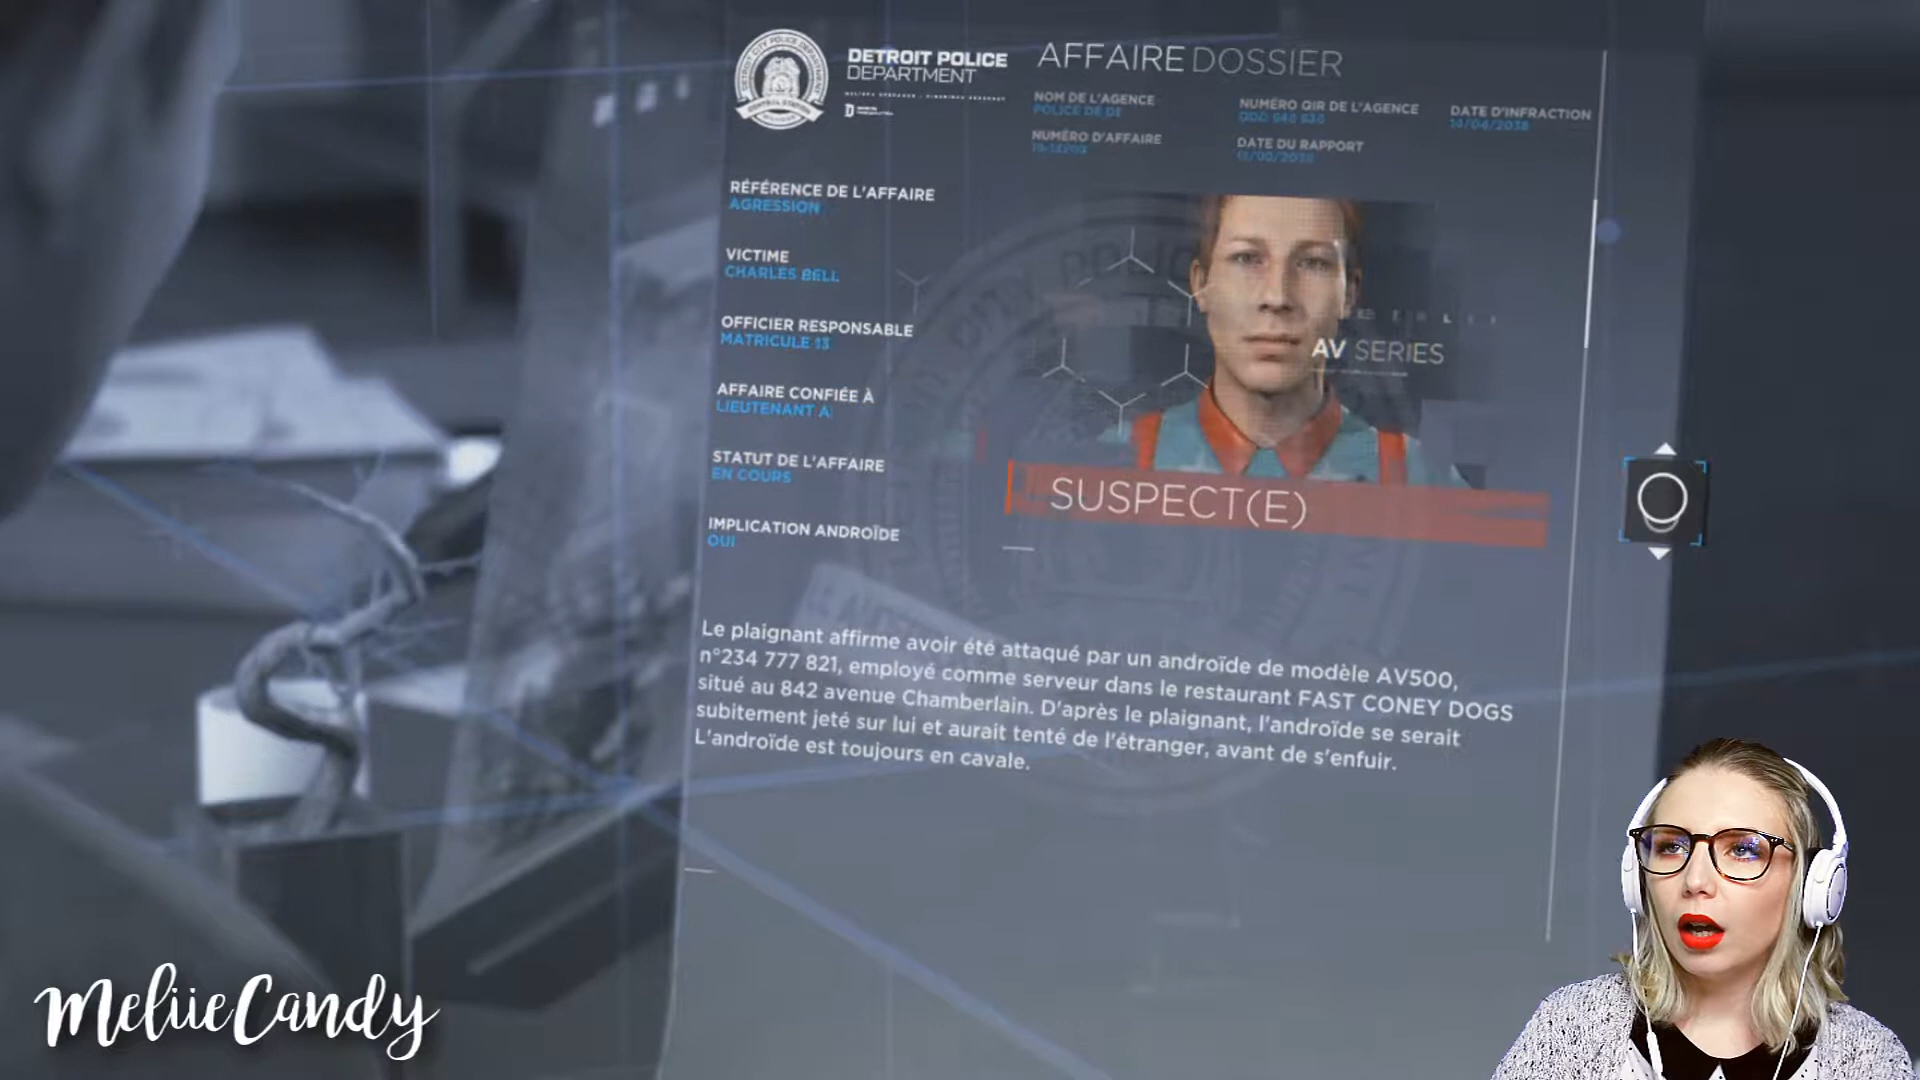 DETROIT POLICE
DEPARTMENT
AFFAIRE DOSSIER
NOM DE L'AGENCE
POLICE DE DE
NUMÉRO QIR DE L'AGENCE
DATE D'INFRACTION
NUMÉRO D'AFFAIRE
DATE DU RAPPORT
RÉFÉRENCE DE L'AFFAIRE
AGRESSION
VICTIME
CHARLES BELL
OFFICIER RESPONSABLE
MATRICULE 13
AFFAIRE CONFIÉE À
LIEUTENANT A
STATUT DE L'AFFAIRE
EN COURS
IMPLICATION ANDROÏDE
OUI
AV SERIES
SUSPECT(E)
Le plaignant affirme avoir été attaqué par un androïde de modèle AV500,
n°234 777 821, employé comme serveur dans le restaurant FAST CONEY DOGS
situé au 842 avenue Chamberlain. D'après le plaignant, l'androïde se serait
subitement jeté sur lui et aurait tenté de l'étranger, avant de s'enfuir.
L'androïde est toujours en cavale.
MeliieCandy